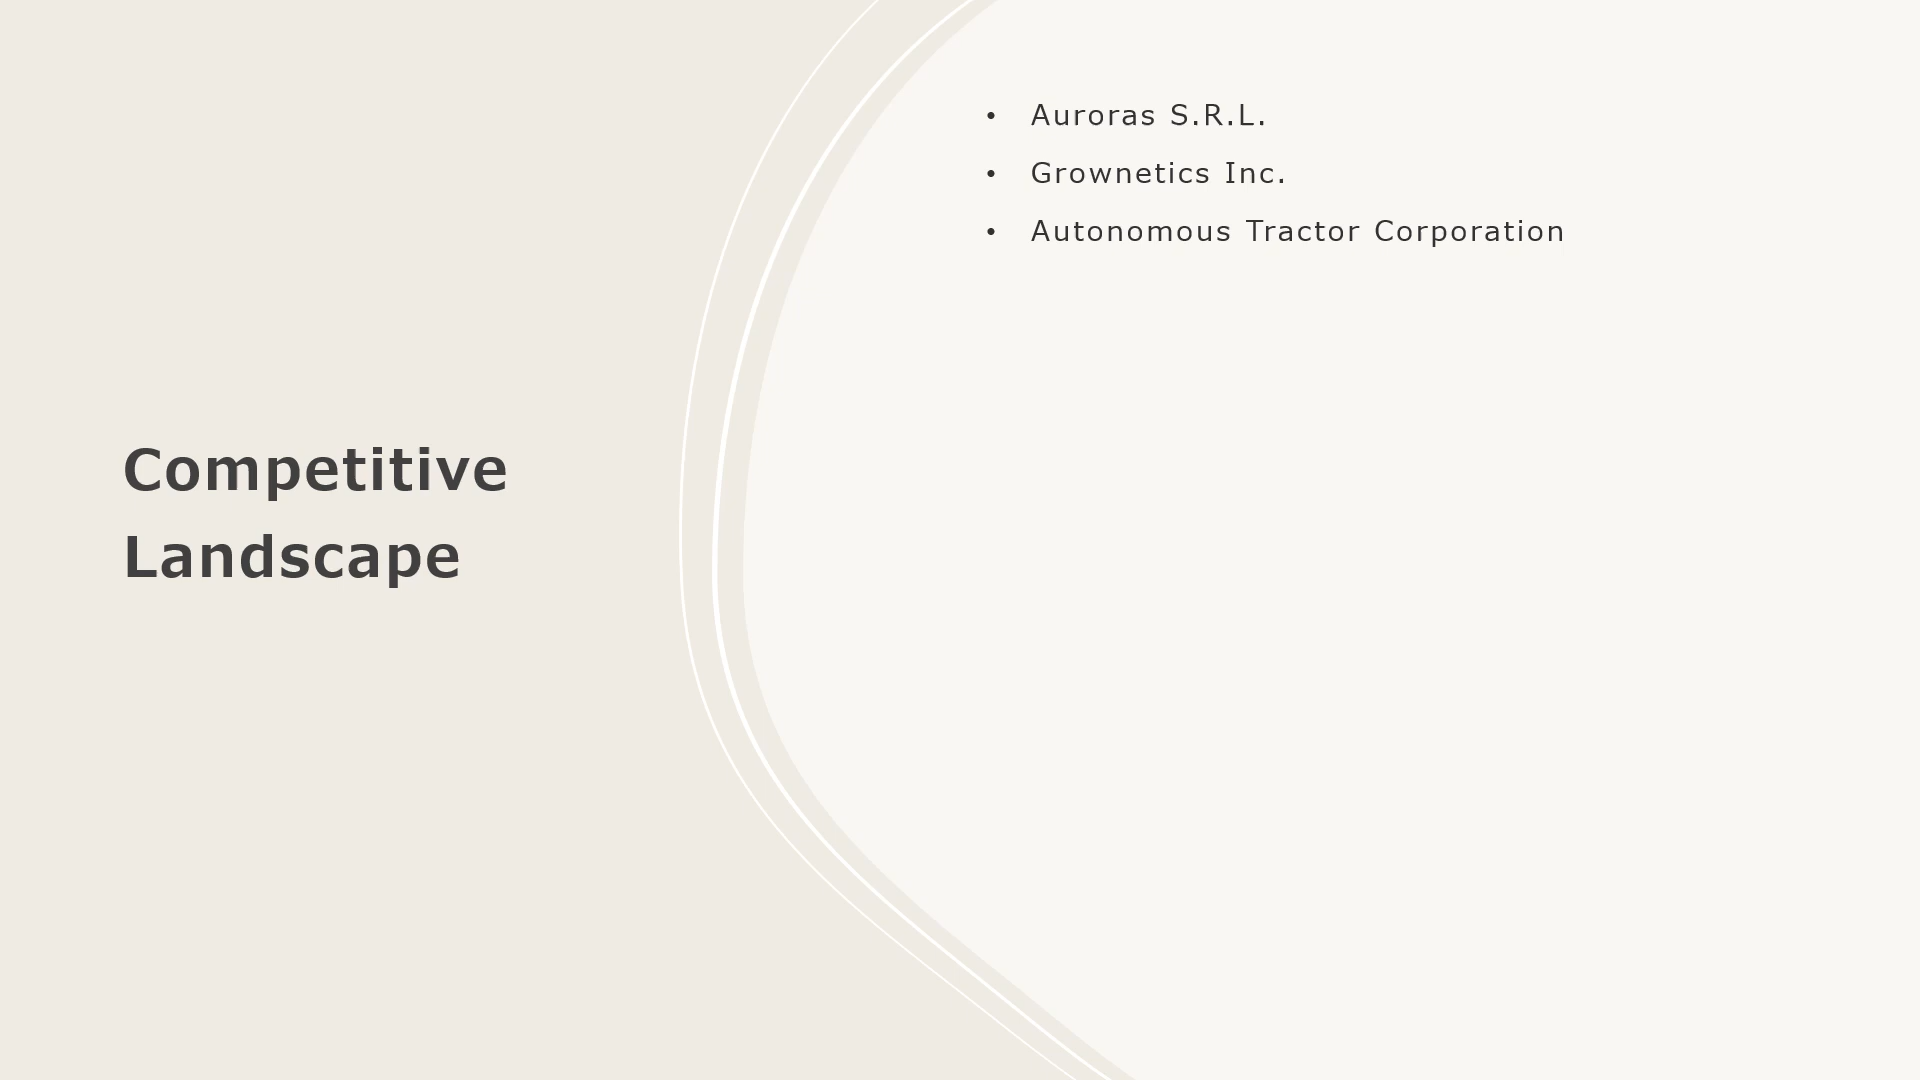 Competitive
Landscape
• Auroras S.R.L.
• Grownetics Inc.
• Autonomous Tractor Corporation